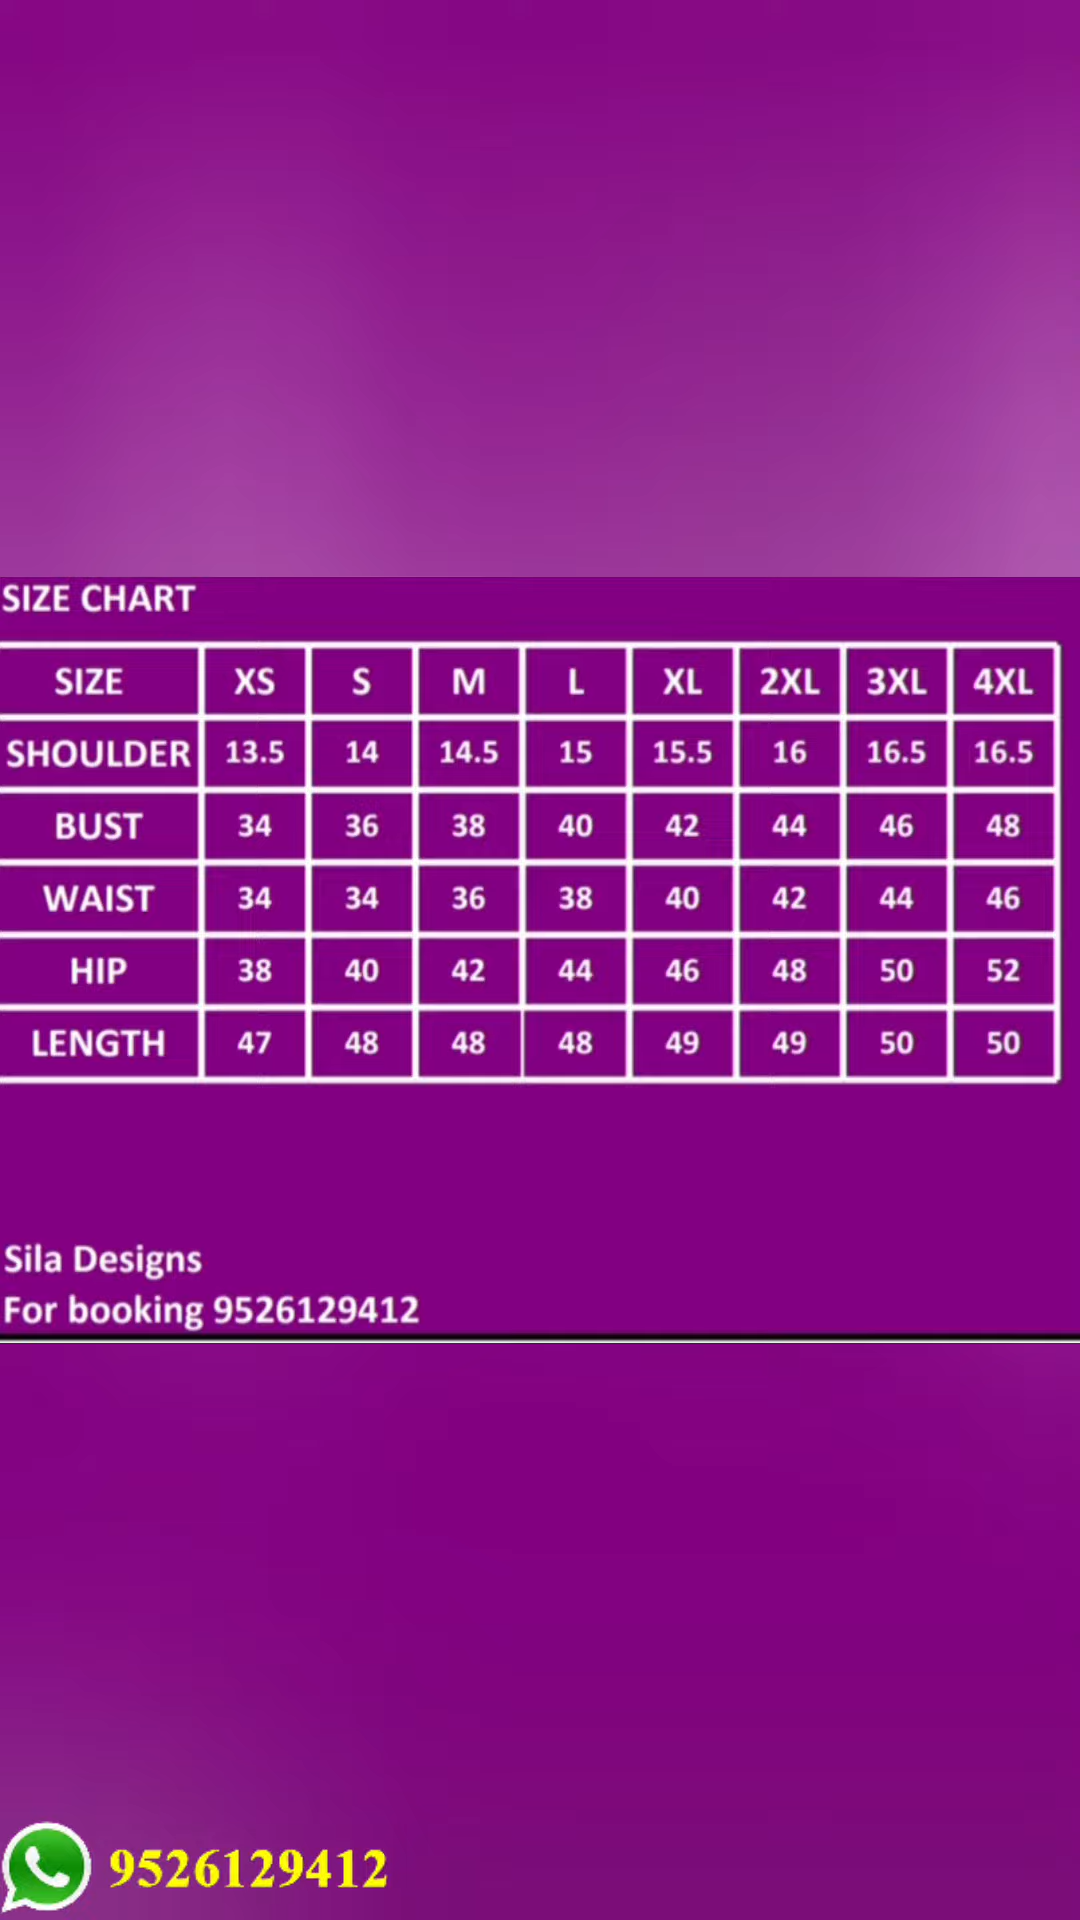 SIZE CHART
SIZE XS S M L XL 2XL 3XL 4XL
SHOULDER 13.5 14 14.5 15 15.5 16 16.5 16.5
BUST 34 36 38 40 42 44 46 48
WAIST 34 34 36 38 40 42 44 46
HIP 38 40 42 44 46 48 50 52
LENGTH 47 48 48 48 49 49 50 50
Sila Designs
For booking 9526129412
9526129412